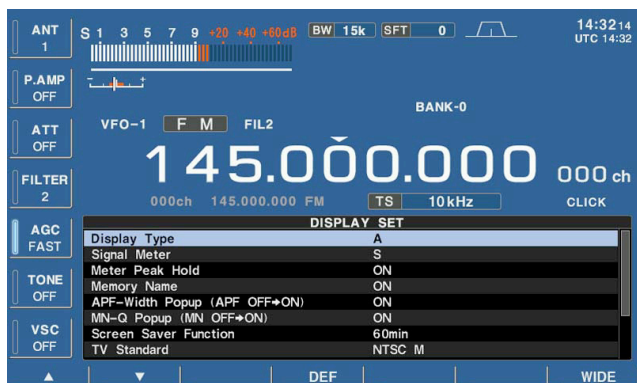 ANT
1
P.AMP
OFF
ATT
OFF
FILTER
2
AGC
FAST
TONE
OFF
VSC
OFF
S 1 3 5 7 9 +20 +40 +60dB
BW 15k SFT 0
14:32 14
UTC 14:32
- +
BANK-0
VFO-1 F M FIL2
145.000.000 000 ch
000ch 145.000.000 FM TS 10kHz CLICK
DISPLAY SET
Display Type A
Signal Meter S
Meter Peak Hold ON
Memory Name ON
APF-Width Popup (APF OFF➔ON) ON
MN-Q Popup (MN OFF➔ON) ON
Screen Saver Function 60min
TV Standard NTSC M
▲ ▼ DEF WIDE